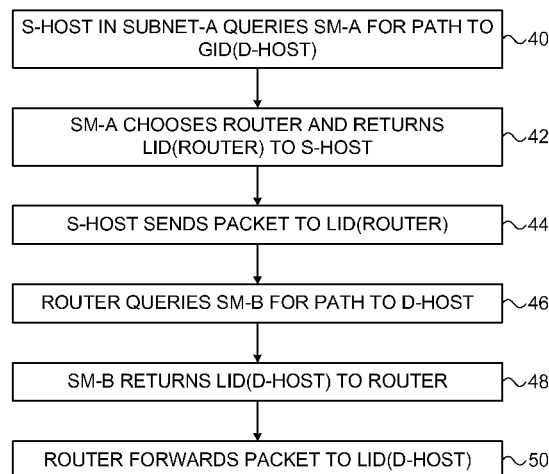 S-HOST IN SUBNET-A QUERIES SM-A FOR PATH TO
GID(D-HOST)
40
SM-A CHOOSES ROUTER AND RETURNS
LID(ROUTER) TO S-HOST
42
S-HOST SENDS PACKET TO LID(ROUTER)
44
ROUTER QUERIES SM-B FOR PATH TO D-HOST
46
SM-B RETURNS LID(D-HOST) TO ROUTER
48
ROUTER FORWARDS PACKET TO LID(D-HOST)
50